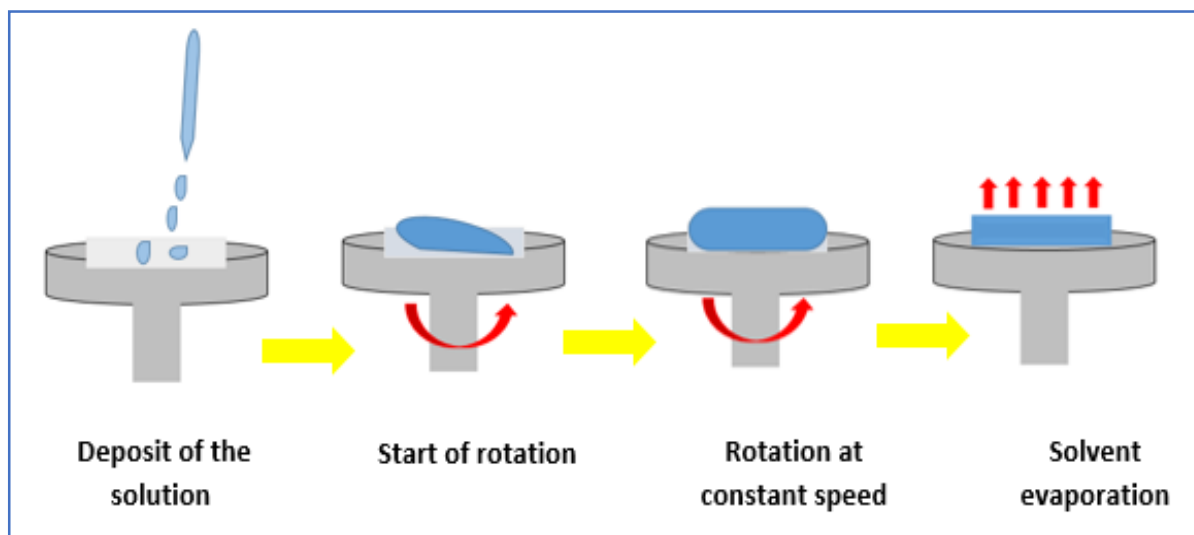 Deposit of the
solution
Start of rotation
Rotation at
constant speed
Solvent
evaporation